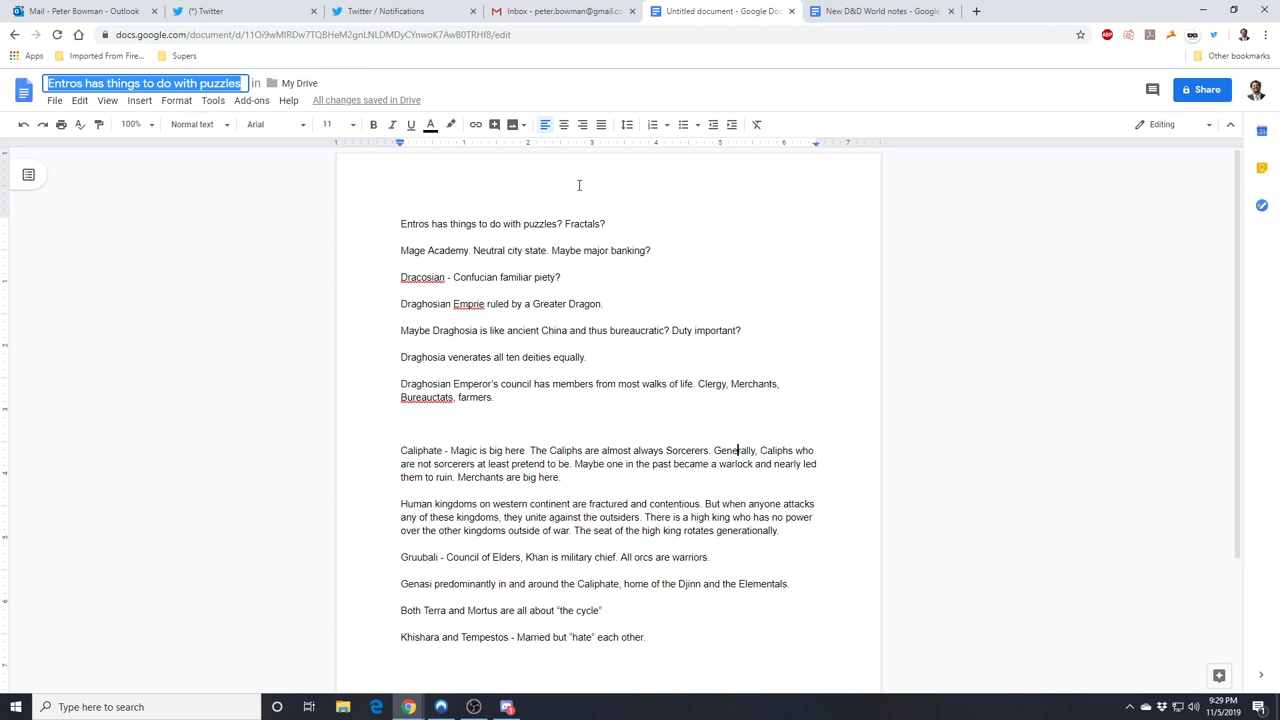 Mail - Peter Bowman - Outlook
(*) Twitter
Twitter / Notifications
Inbox - peter.bowman@gmail.co
Untitled document - Google Doc
New D&D World notes - Google
docs.google.com/document/d/11Oi9wMIRDw7TQBHeM2gnLNLDMDyCYnwoK7AwB0TRHf8/edit
Apps
Imported From Fire...
Supers
Other bookmarks
Entros has things to do with puzzles in My Drive
Share
File Edit View Insert Format Tools Add-ons Help All changes saved in Drive
100% Normal text Arial 11 B I U A Editing
1 1 2 3 4 5 6 7
Entros has things to do with puzzles? Fractals?
Mage Academy. Neutral city state. Maybe major banking?
Dracosian - Confucian familiar piety?
Draghosian Emprie ruled by a Greater Dragon.
Maybe Draghosia is like ancient China and thus bureaucratic? Duty important?
Draghosia venerates all ten deities equally.
Draghosian Emperor's council has members from most walks of life. Clergy, Merchants,
Bureauctats, farmers.
Caliphate - Magic is big here. The Caliphs are almost always Sorcerers. Generally, Caliphs who
are not sorcerers at least pretend to be. Maybe one in the past became a warlock and nearly led
them to ruin. Merchants are big here.
Human kingdoms on western continent are fractured and contentious. But when anyone attacks
any of these kingdoms, they unite against the outsiders. There is a high king who has no power
over the other kingdoms outside of war. The seat of the high king rotates generationally.
Gruubali - Council of Elders, Khan is military chief. All orcs are warriors.
Genasi predominantly in and around the Caliphate, home of the Djinn and the Elementals.
Both Terra and Mortus are all about “the cycle”
Khishara and Tempestos - Married but “hate” each other.
Type here to search
9:29 PM
11/5/2019